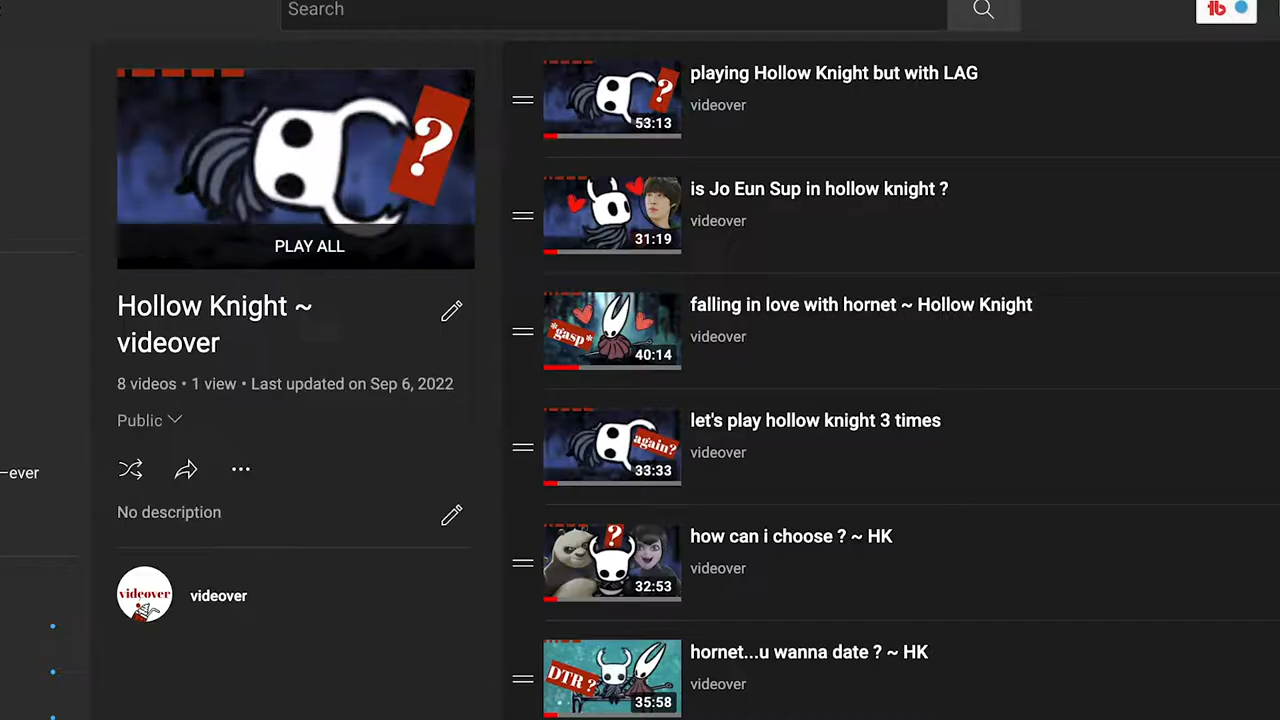 Search
?
PLAY ALL
Hollow Knight ~
videover
8 videos • 1 view • Last updated on Sep 6, 2022
Public
No description
videover
videover
–ever
?
53:13
playing Hollow Knight but with LAG
videover
31:19
is Jo Eun Sup in hollow knight ?
videover
*gasp*
40:14
falling in love with hornet ~ Hollow Knight
videover
again?
33:33
let's play hollow knight 3 times
videover
?
32:53
how can i choose ? ~ HK
videover
DTR ?
35:58
hornet...u wanna date ? ~ HK
videover